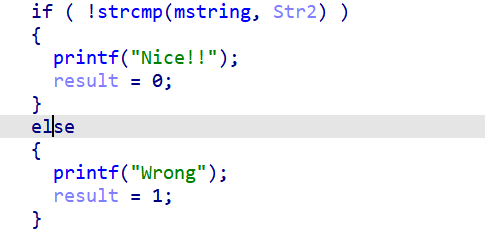 if ( !strcmp(mstring, Str2) )
{
printf("Nice!!");
result = 0;
}
else
{
printf("Wrong");
result = 1;
}